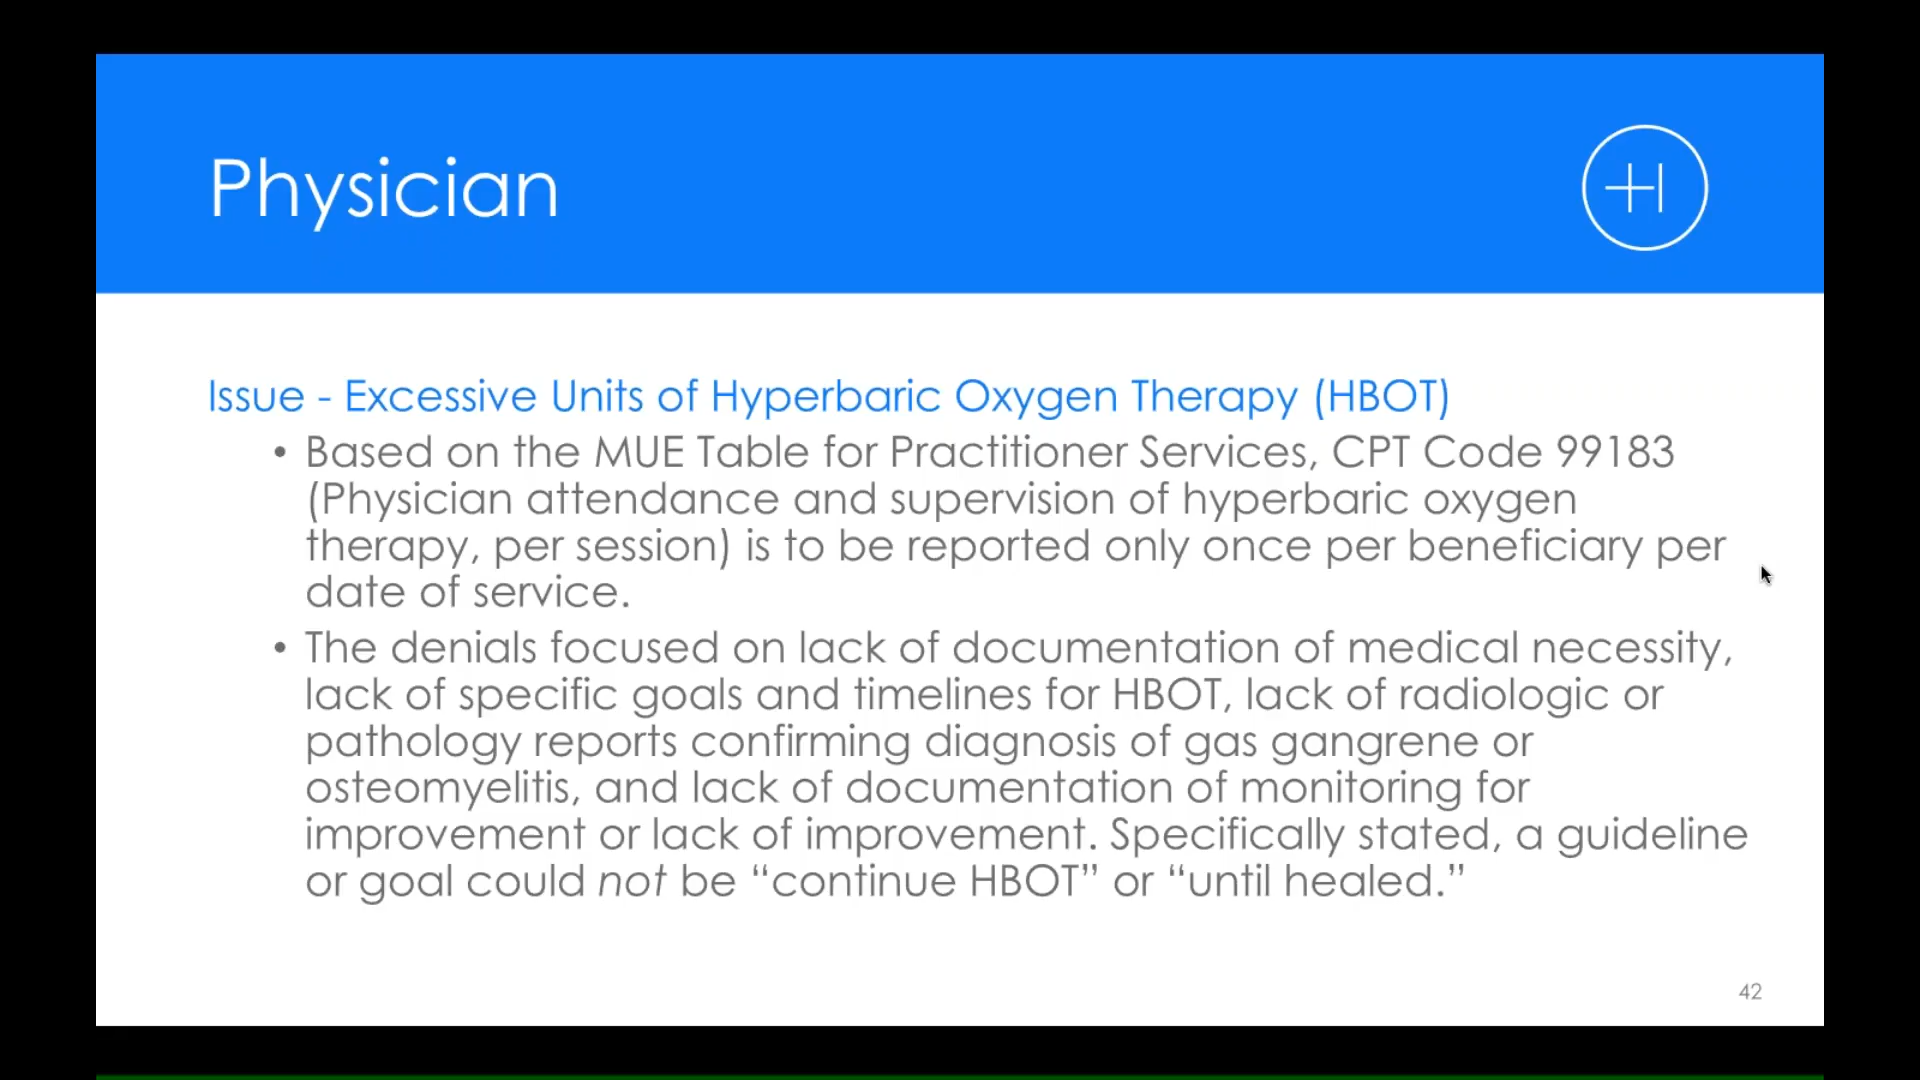 Physician
Issue - Excessive Units of Hyperbaric Oxygen Therapy (HBOT)
• Based on the MUE Table for Practitioner Services, CPT Code 99183
(Physician attendance and supervision of hyperbaric oxygen
therapy, per session) is to be reported only once per beneficiary per
date of service.
• The denials focused on lack of documentation of medical necessity,
lack of specific goals and timelines for HBOT, lack of radiologic or
pathology reports confirming diagnosis of gas gangrene or
osteomyelitis, and lack of documentation of monitoring for
improvement or lack of improvement. Specifically stated, a guideline
or goal could not be “continue HBOT” or “until healed.”
42